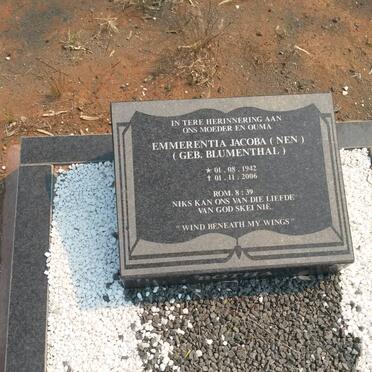 IN TERE HERINNERING AAN
ONS MOEDER EN OUMA
EMMERENTIA JACOBA ( NEN )
( GEB. BLUMENTHAL )
★ 01 . 08 . 1942
✝ 01 . 11 . 2006
ROM. 8 : 39
NIKS KAN ONS VAN DIE LIEFDE
VAN GOD SKEI NIE.
" WIND BENEATH MY WINGS "